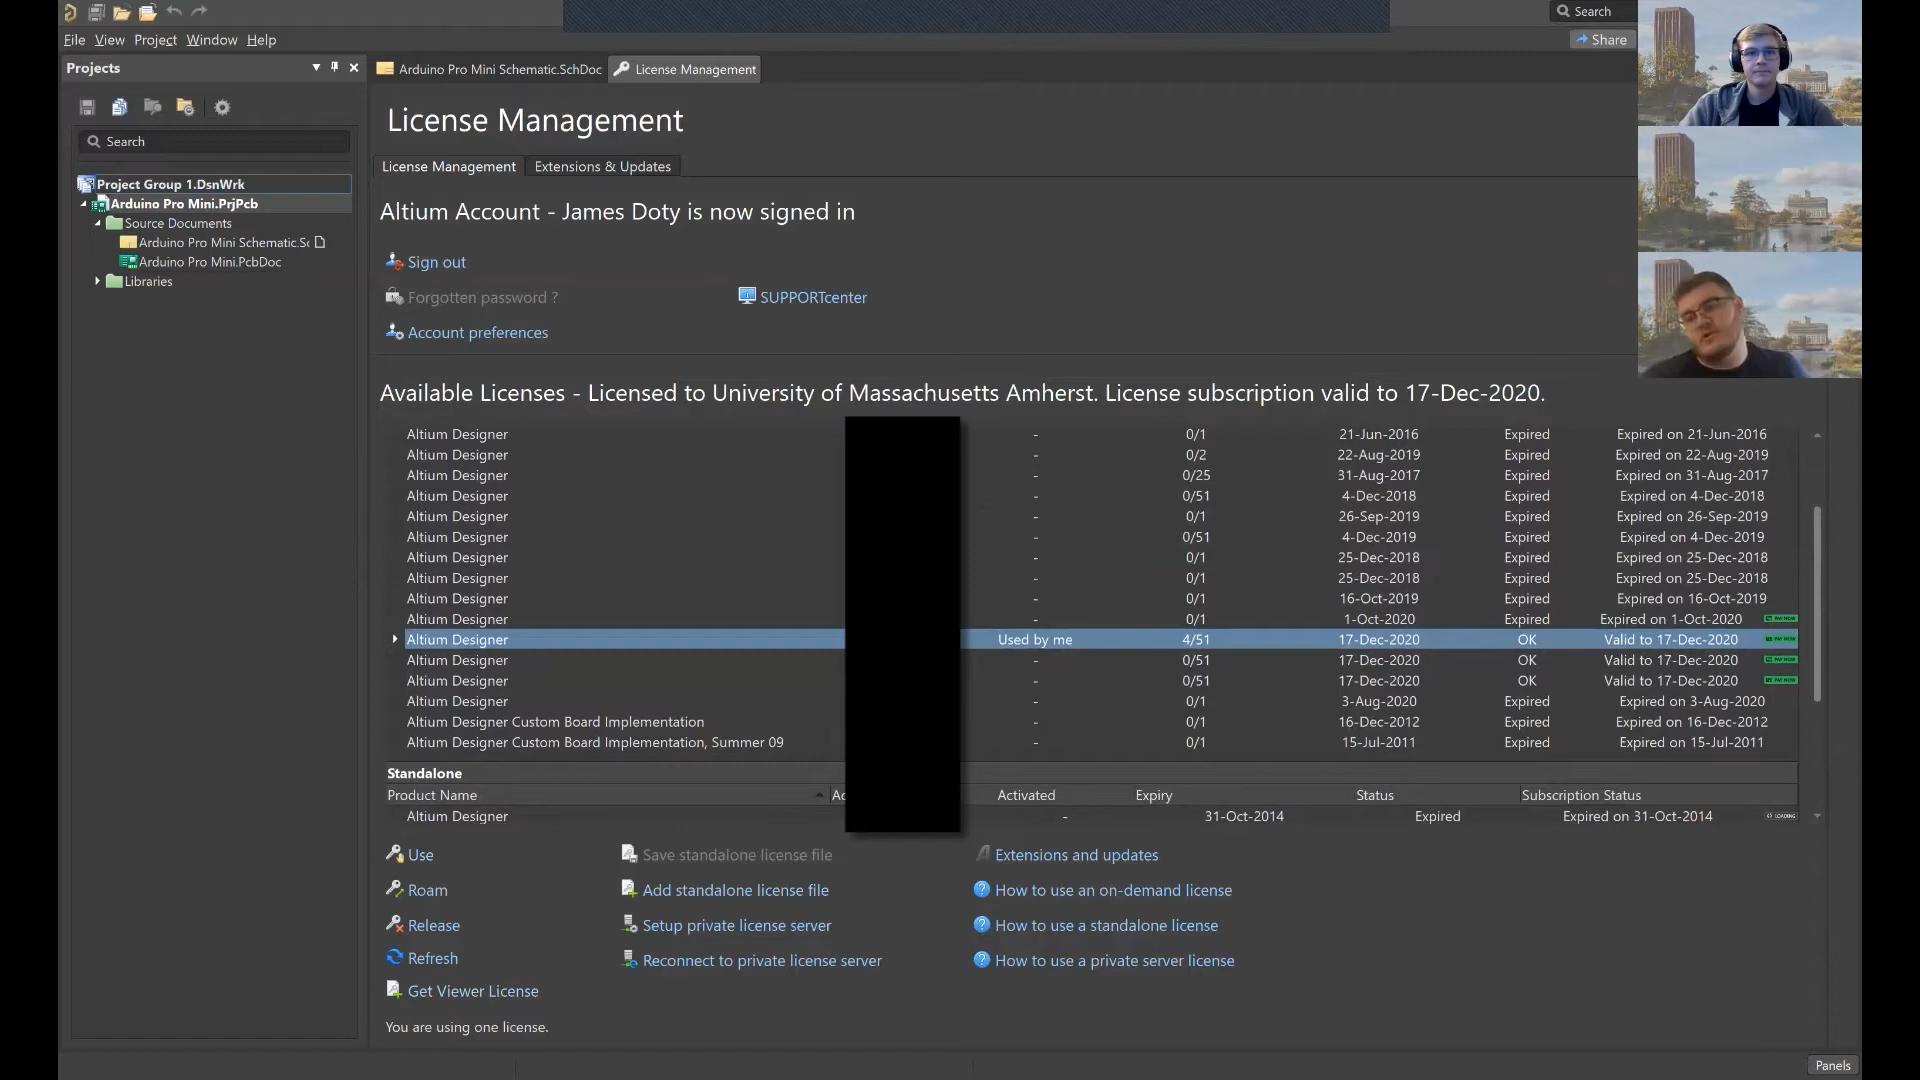 Search
File View Project Window Help
Share
Projects
Arduino Pro Mini Schematic.SchDoc
License Management
License Management
Search
License Management
Extensions & Updates
Project Group 1.DsnWrk
Arduino Pro Mini.PrjPcb
Source Documents
Arduino Pro Mini Schematic.Sc
Arduino Pro Mini.PcbDoc
Libraries
Altium Account - James Doty is now signed in
Sign out
Forgotten password ?
SUPPORTcenter
Account preferences
Available Licenses - Licensed to University of Massachusetts Amherst. License subscription valid to 17-Dec-2020.
Altium Designer - 0/1 21-Jun-2016 Expired Expired on 21-Jun-2016
Altium Designer - 0/2 22-Aug-2019 Expired Expired on 22-Aug-2019
Altium Designer - 0/25 31-Aug-2017 Expired Expired on 31-Aug-2017
Altium Designer - 0/51 4-Dec-2018 Expired Expired on 4-Dec-2018
Altium Designer - 0/1 26-Sep-2019 Expired Expired on 26-Sep-2019
Altium Designer - 0/51 4-Dec-2019 Expired Expired on 4-Dec-2019
Altium Designer - 0/1 25-Dec-2018 Expired Expired on 25-Dec-2018
Altium Designer - 0/1 25-Dec-2018 Expired Expired on 25-Dec-2018
Altium Designer - 0/1 16-Oct-2019 Expired Expired on 16-Oct-2019
Altium Designer - 0/1 1-Oct-2020 Expired Expired on 1-Oct-2020 PAY NOW
Altium Designer Used by me 4/51 17-Dec-2020 OK Valid to 17-Dec-2020 PAY NOW
Altium Designer - 0/51 17-Dec-2020 OK Valid to 17-Dec-2020 PAY NOW
Altium Designer - 0/51 17-Dec-2020 OK Valid to 17-Dec-2020 PAY NOW
Altium Designer - 0/1 3-Aug-2020 Expired Expired on 3-Aug-2020
Altium Designer Custom Board Implementation - 0/1 16-Dec-2012 Expired Expired on 16-Dec-2012
Altium Designer Custom Board Implementation, Summer 09 - 0/1 15-Jul-2011 Expired Expired on 15-Jul-2011
Standalone
Product Name Ac Activated Expiry Status Subscription Status
Altium Designer - 31-Oct-2014 Expired Expired on 31-Oct-2014 LOADING
Use
Save standalone license file
Extensions and updates
Roam
Add standalone license file
How to use an on-demand license
Release
Setup private license server
How to use a standalone license
Refresh
Reconnect to private license server
How to use a private server license
Get Viewer License
You are using one license.
Panels